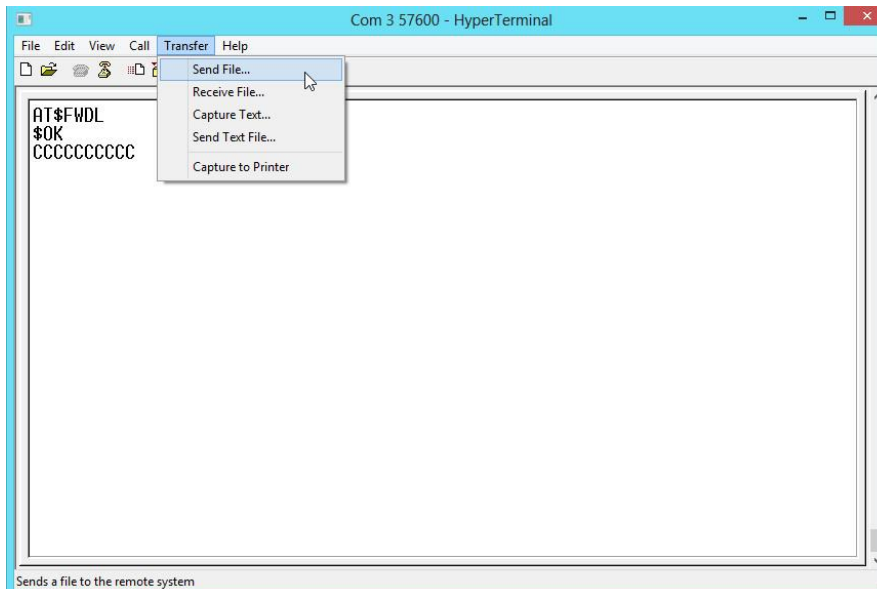 Com 3 57600 - HyperTerminal
File Edit View Call Transfer Help
Send File...
Receive File...
Capture Text...
Send Text File...
Capture to Printer
AT$FWDL
$OK
CCCCCCCCCC
Sends a file to the remote system